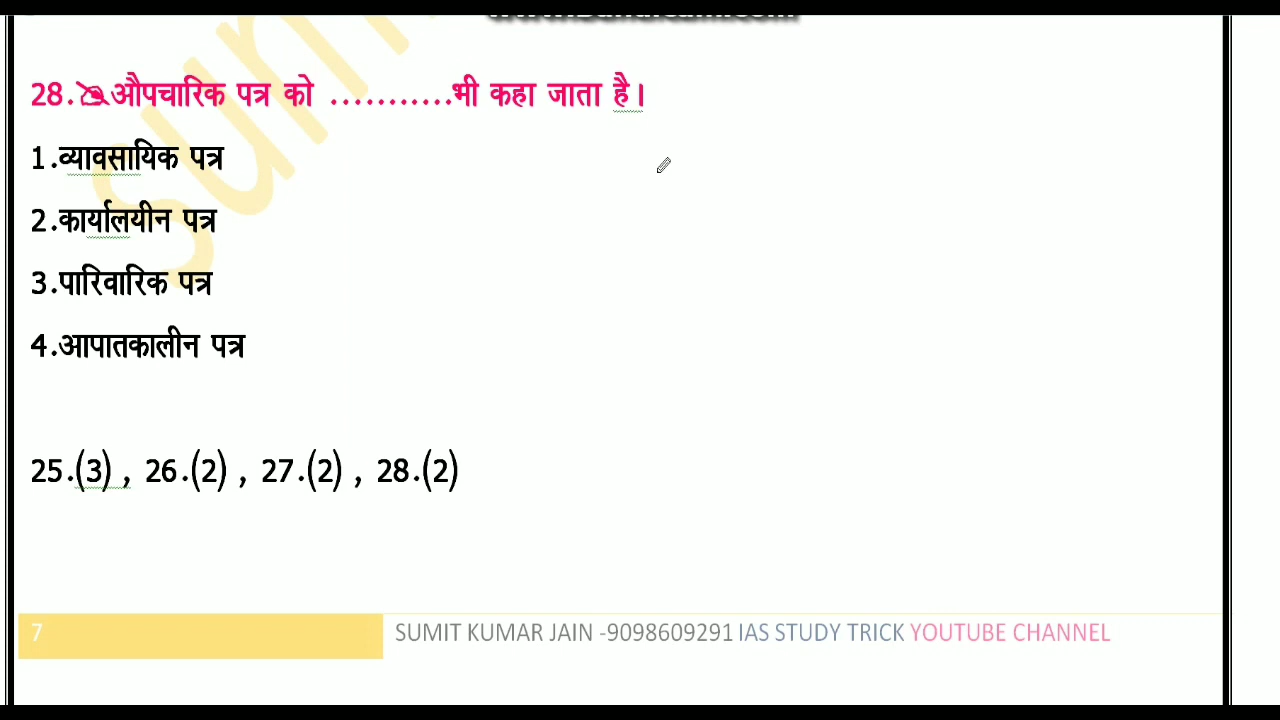 28. औपचारिक पत्र को ...........भी कहा जाता है।
1.व्यावसायिक पत्र
2.कार्यालयीन पत्र
3.पारिवारिक पत्र
4.आपातकालीन पत्र
25.(3) , 26.(2) , 27.(2) , 28.(2)
7 SUMIT KUMAR JAIN -9098609291 IAS STUDY TRICK YOUTUBE CHANNEL